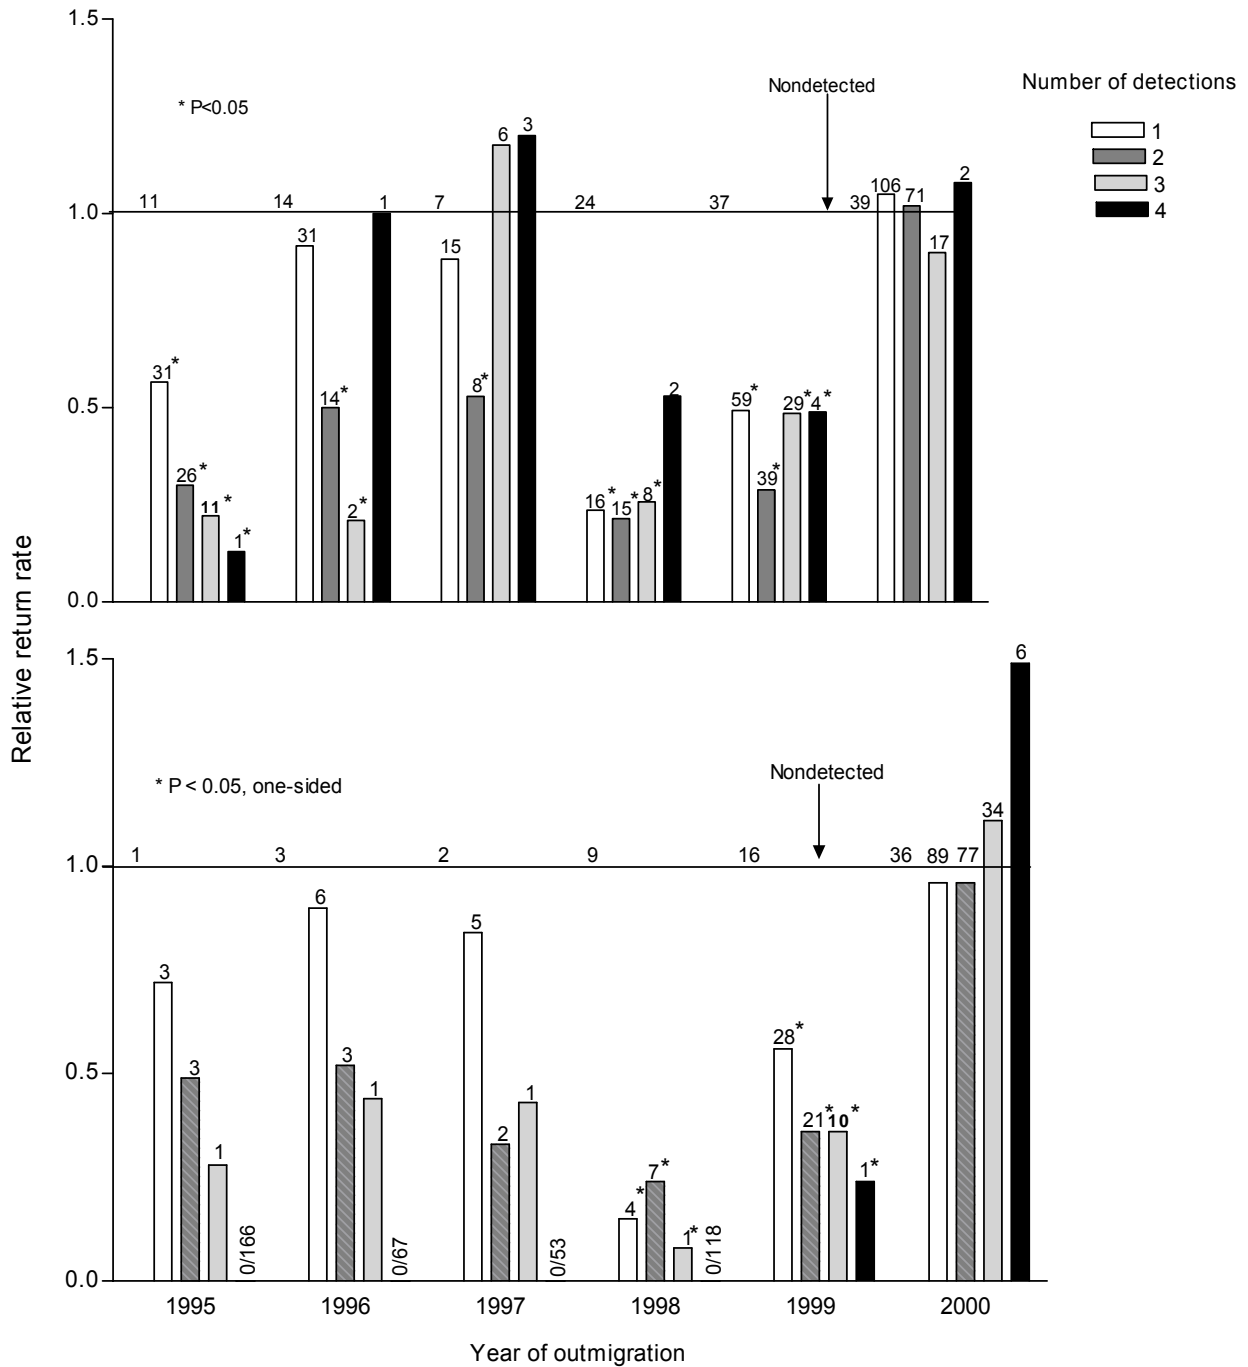 1.5
* P<0.05
Nondetected
Number of detections
1
2
3
4
11 14 7 24 37 39
1.0
31 1 15 6 3 106 71 17 2
0.5
31* 26* 11* 1*
14* 2*
8*
16* 15* 8* 2
59* 39* 29* 4*
0.0
Relative return rate
1.5
* P < 0.05, one-sided
Nondetected
1 3 2 9 16 36
1.0
89 77 34 6
0.5
3 3 1 0/166
6 3 1 0/67
5 2 1 0/53
4* 7* 1* 0/118
28* 21* 10* 1*
0.0
1995 1996 1997 1998 1999 2000
Year of outmigration